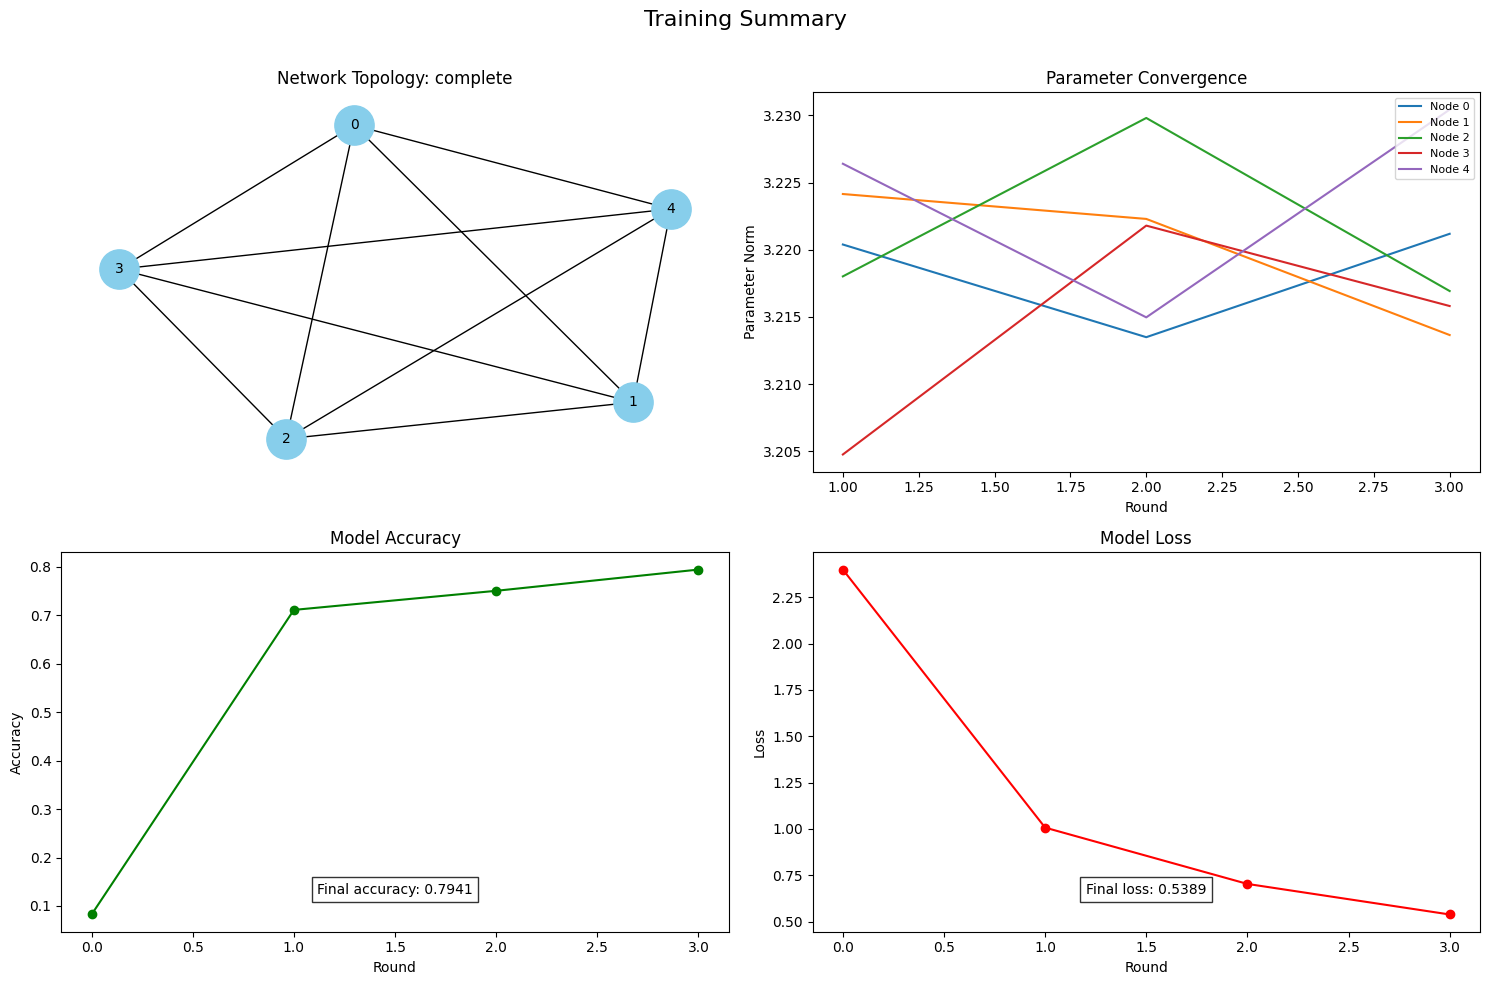 Training Summary
Network Topology: complete
0
4
3
1
2
Parameter Convergence
Node 0
Node 1
Node 2
Node 3
Node 4
3.230
3.225
3.220
3.215
3.210
3.205
Parameter Norm
1.00 1.25 1.50 1.75 2.00 2.25 2.50 2.75 3.00
Round
Model Accuracy
0.8
0.7
0.6
0.5
0.4
0.3
0.2
0.1
Accuracy
Final accuracy: 0.7941
0.0 0.5 1.0 1.5 2.0 2.5 3.0
Round
Model Loss
2.25
2.00
1.75
1.50
1.25
1.00
0.75
0.50
Loss
Final loss: 0.5389
0.0 0.5 1.0 1.5 2.0 2.5 3.0
Round